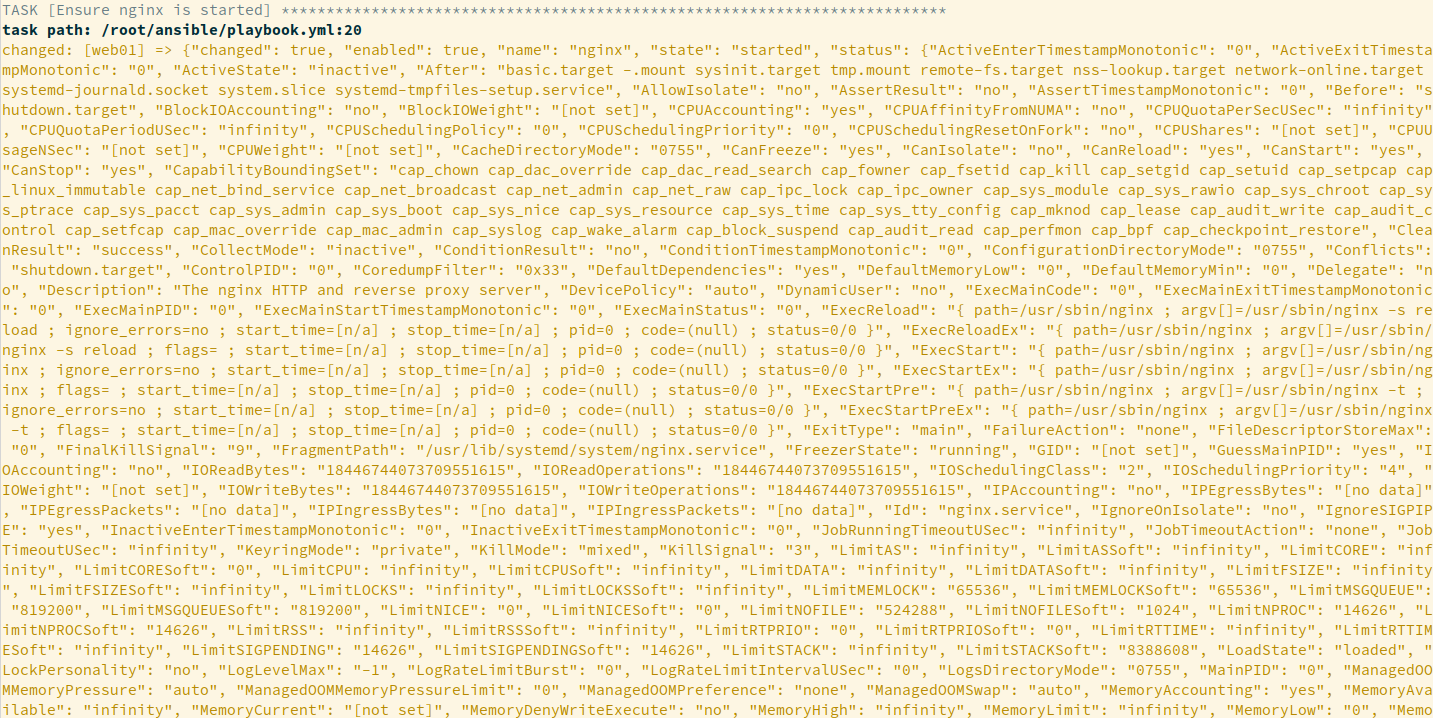 TASK [Ensure nginx is started] **************************************************************************
task path: /root/ansible/playbook.yml:20
changed: [web01] => {"changed": true, "enabled": true, "name": "nginx", "state": "started", "status": {"ActiveEnterTimestampMonotonic": "0", "ActiveExitTimesta
mpMonotonic": "0", "ActiveState": "inactive", "After": "basic.target -.mount sysinit.target tmp.mount remote-fs.target nss-lookup.target network-online.target
systemd-journald.socket system.slice systemd-tmpfiles-setup.service", "AllowIsolate": "no", "AssertResult": "no", "AssertTimestampMonotonic": "0", "Before": "s
hutdown.target", "BlockIOAccounting": "no", "BlockIOWeight": "[not set]", "CPUAccounting": "yes", "CPUAffinityFromNUMA": "no", "CPUQuotaPerSecUSec": "infinity"
, "CPUQuotaPeriodUSec": "infinity", "CPUSchedulingPolicy": "0", "CPUSchedulingPriority": "0", "CPUSchedulingResetOnFork": "no", "CPUShares": "[not set]", "CPUU
sageNSec": "[not set]", "CPUWeight": "[not set]", "CacheDirectoryMode": "0755", "CanFreeze": "yes", "CanIsolate": "no", "CanReload": "yes", "CanStart": "yes",
"CanStop": "yes", "CapabilityBoundingSet": "cap_chown cap_dac_override cap_dac_read_search cap_fowner cap_fsetid cap_kill cap_setgid cap_setuid cap_setpcap cap
_linux_immutable cap_net_bind_service cap_net_broadcast cap_net_admin cap_net_raw cap_ipc_lock cap_ipc_owner cap_sys_module cap_sys_rawio cap_sys_chroot cap_sy
s_ptrace cap_sys_pacct cap_sys_admin cap_sys_boot cap_sys_nice cap_sys_resource cap_sys_time cap_sys_tty_config cap_mknod cap_lease cap_audit_write cap_audit_c
ontrol cap_setfcap cap_mac_override cap_mac_admin cap_syslog cap_wake_alarm cap_block_suspend cap_audit_read cap_perfmon cap_bpf cap_checkpoint_restore", "Clea
nResult": "success", "CollectMode": "inactive", "ConditionResult": "no", "ConditionTimestampMonotonic": "0", "ConfigurationDirectoryMode": "0755", "Conflicts":
"shutdown.target", "ControlPID": "0", "CoredumpFilter": "0x33", "DefaultDependencies": "yes", "DefaultMemoryLow": "0", "DefaultMemoryMin": "0", "Delegate": "n
o", "Description": "The nginx HTTP and reverse proxy server", "DevicePolicy": "auto", "DynamicUser": "no", "ExecMainCode": "0", "ExecMainExitTimestampMonotonic
": "0", "ExecMainPID": "0", "ExecMainStartTimestampMonotonic": "0", "ExecMainStatus": "0", "ExecReload": "{ path=/usr/sbin/nginx ; argv[]=/usr/sbin/nginx -s re
load ; ignore_errors=no ; start_time=[n/a] ; stop_time=[n/a] ; pid=0 ; code=(null) ; status=0/0 }", "ExecReloadEx": "{ path=/usr/sbin/nginx ; argv[]=/usr/sbin/
nginx -s reload ; flags= ; start_time=[n/a] ; stop_time=[n/a] ; pid=0 ; code=(null) ; status=0/0 }", "ExecStart": "{ path=/usr/sbin/nginx ; argv[]=/usr/sbin/ng
inx ; ignore_errors=no ; start_time=[n/a] ; stop_time=[n/a] ; pid=0 ; code=(null) ; status=0/0 }", "ExecStartEx": "{ path=/usr/sbin/nginx ; argv[]=/usr/sbin/ng
inx ; flags= ; start_time=[n/a] ; stop_time=[n/a] ; pid=0 ; code=(null) ; status=0/0 }", "ExecStartPre": "{ path=/usr/sbin/nginx ; argv[]=/usr/sbin/nginx -t ;
ignore_errors=no ; start_time=[n/a] ; stop_time=[n/a] ; pid=0 ; code=(null) ; status=0/0 }", "ExecStartPreEx": "{ path=/usr/sbin/nginx ; argv[]=/usr/sbin/nginx
-t ; flags= ; start_time=[n/a] ; stop_time=[n/a] ; pid=0 ; code=(null) ; status=0/0 }", "ExitType": "main", "FailureAction": "none", "FileDescriptorStoreMax":
"0", "FinalKillSignal": "9", "FragmentPath": "/usr/lib/systemd/system/nginx.service", "FreezerState": "running", "GID": "[not set]", "GuessMainPID": "yes", "I
OAccounting": "no", "IOReadBytes": "18446744073709551615", "IOReadOperations": "18446744073709551615", "IOSchedulingClass": "2", "IOSchedulingPriority": "4", "
IOWeight": "[not set]", "IOWriteBytes": "18446744073709551615", "IOWriteOperations": "18446744073709551615", "IPAccounting": "no", "IPEgressBytes": "[no data]"
, "IPEgressPackets": "[no data]", "IPIngressBytes": "[no data]", "IPIngressPackets": "[no data]", "Id": "nginx.service", "IgnoreOnIsolate": "no", "IgnoreSIGPIP
E": "yes", "InactiveEnterTimestampMonotonic": "0", "InactiveExitTimestampMonotonic": "0", "JobRunningTimeoutUSec": "infinity", "JobTimeoutAction": "none", "Job
TimeoutUSec": "infinity", "KeyringMode": "private", "KillMode": "mixed", "KillSignal": "3", "LimitAS": "infinity", "LimitASSoft": "infinity", "LimitCORE": "inf
inity", "LimitCORESoft": "0", "LimitCPU": "infinity", "LimitCPUSoft": "infinity", "LimitDATA": "infinity", "LimitDATASoft": "infinity", "LimitFSIZE": "infinity
", "LimitFSIZESoft": "infinity", "LimitLOCKS": "infinity", "LimitLOCKSSoft": "infinity", "LimitMEMLOCK": "65536", "LimitMEMLOCKSoft": "65536", "LimitMSGQUEUE":
"819200", "LimitMSGQUEUESoft": "819200", "LimitNICE": "0", "LimitNICESoft": "0", "LimitNOFILE": "524288", "LimitNOFILESoft": "1024", "LimitNPROC": "14626", "L
imitNPROCSoft": "14626", "LimitRSS": "infinity", "LimitRSSSoft": "infinity", "LimitRTPRIO": "0", "LimitRTPRIOSoft": "0", "LimitRTTIME": "infinity", "LimitRTTIM
ESoft": "infinity", "LimitSIGPENDING": "14626", "LimitSIGPENDINGSoft": "14626", "LimitSTACK": "infinity", "LimitSTACKSoft": "8388608", "LoadState": "loaded", "
LockPersonality": "no", "LogLevelMax": "-1", "LogRateLimitBurst": "0", "LogRateLimitIntervalUSec": "0", "LogsDirectoryMode": "0755", "MainPID": "0", "ManagedOO
MMemoryPressure": "auto", "ManagedOOMMemoryPressureLimit": "0", "ManagedOOMPreference": "none", "ManagedOOMSwap": "auto", "MemoryAccounting": "yes", "MemoryAva
ilable": "infinity", "MemoryCurrent": "[not set]", "MemoryDenyWriteExecute": "no", "MemoryHigh": "infinity", "MemoryLimit": "infinity", "MemoryLow": "0", "Memo